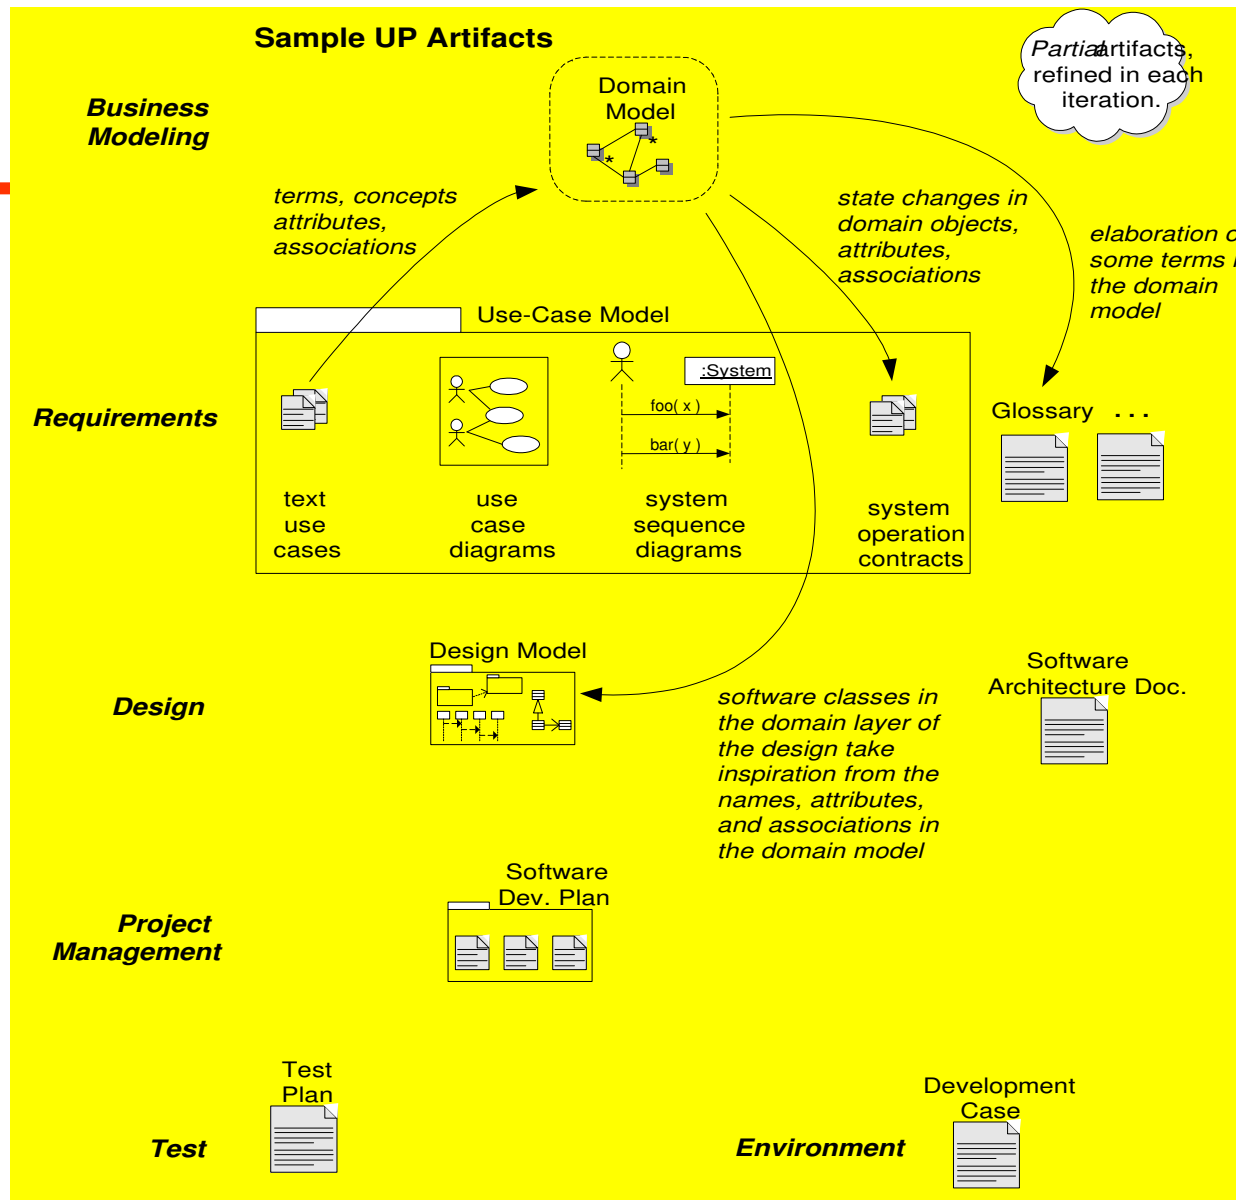 Sample UP Artifacts
Partial artifacts,
refined in each
iteration.
Domain
Model
*
*
Business
Modeling
terms, concepts
attributes,
associations
state changes in
domain objects,
attributes,
associations
elaboration o
some terms i
the domain
model
Use-Case Model
:System
foo( x )
bar( y )
Requirements
Glossary . . .
text
use
cases
use
case
diagrams
system
sequence
diagrams
system
operation
contracts
Design Model
Software
Architecture Doc.
Design
software classes in
the domain layer of
the design take
inspiration from the
names, attributes,
and associations in
the domain model
Software
Dev. Plan
Project
Management
Test
Plan
Development
Case
Test
Environment